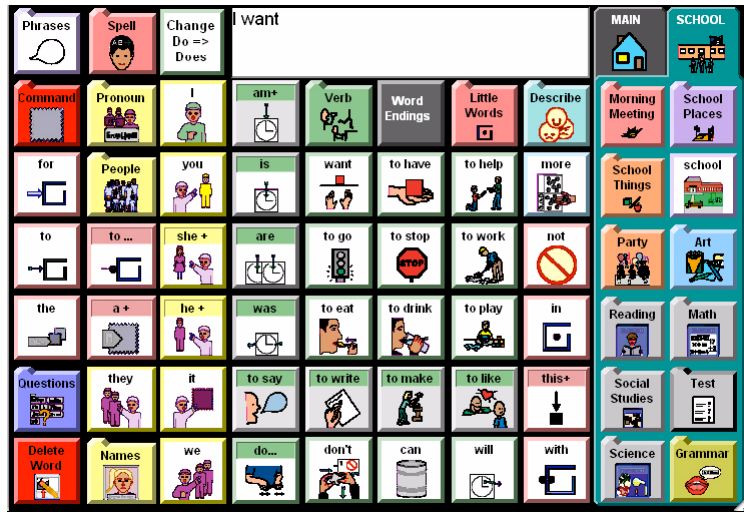 Phrases
Spell
Change
Do =>
Does
I want
MAIN
SCHOOL
Command
Pronoun
I
am+
Verb
Word
Endings
Little
Words
Describe
Morning
Meeting
School
Places
for
People
you
is
want
to have
to help
more
School
Things
school
to
to ...
she +
are
to go
to stop
STOP
to work
not
Party
Art
the
a +
he +
was
to eat
to drink
to play
in
Reading
Math
Questions
they
it
to say
to write
to make
to like
this+
Social
Studies
Test
Delete
Word
Names
we
do...
don't
can
will
with
Science
Grammar